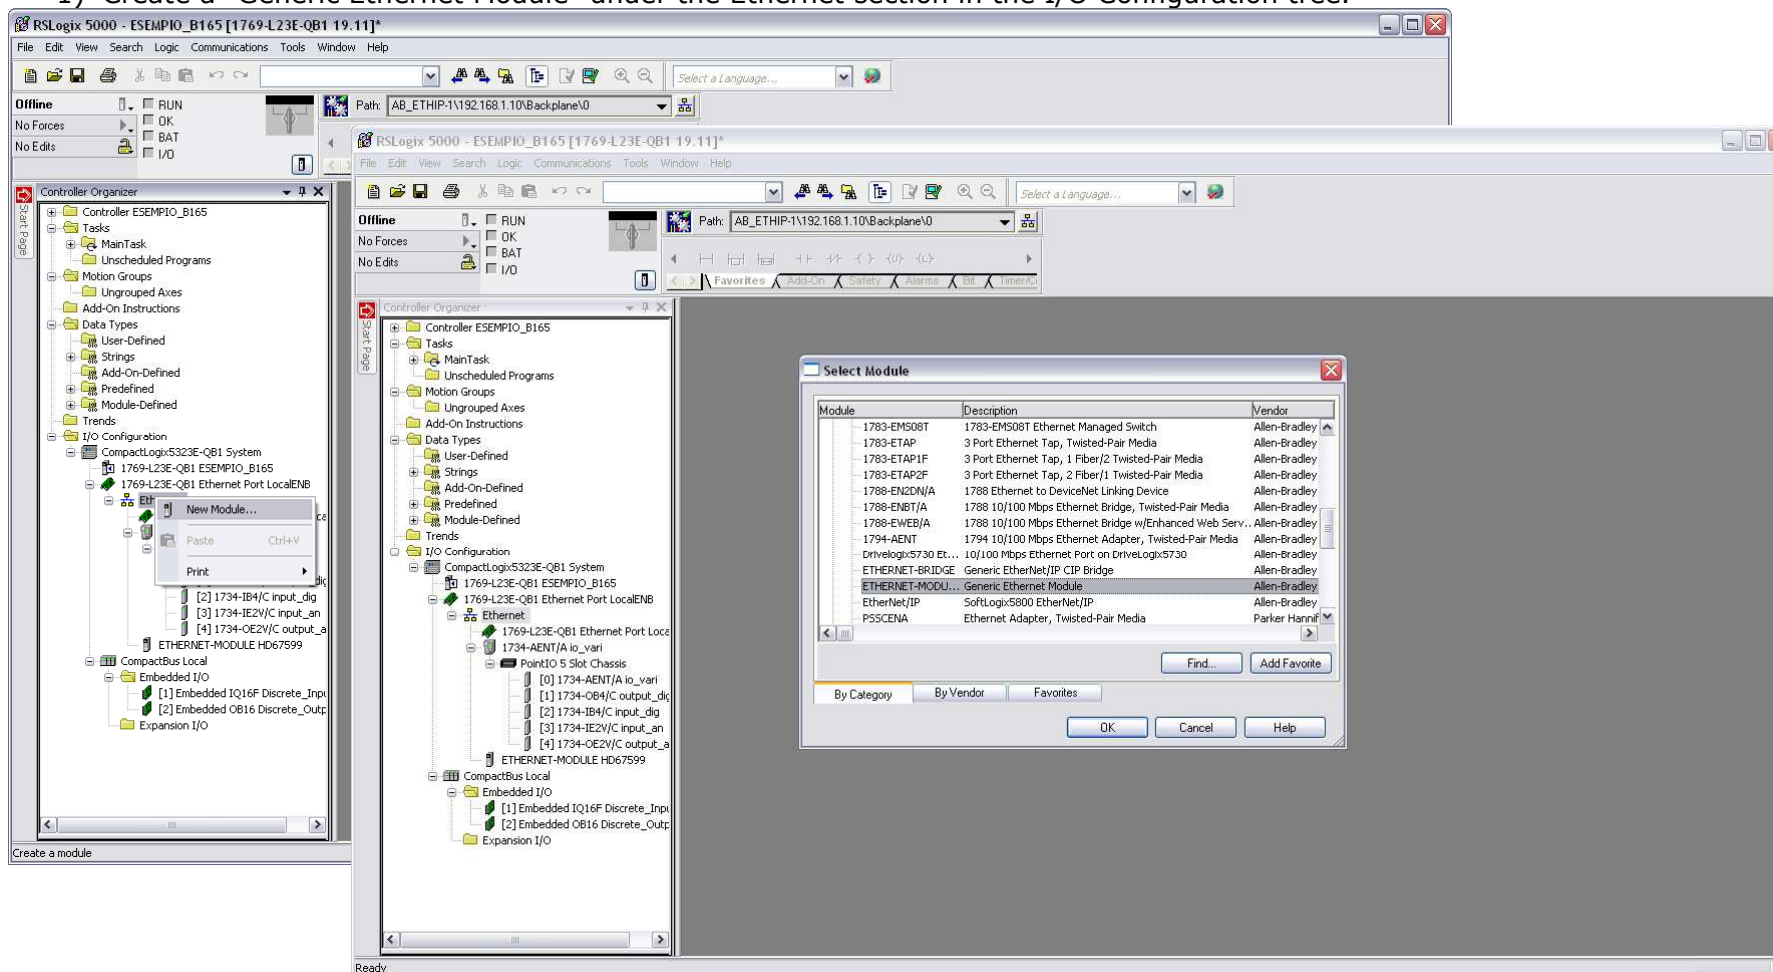 1) Create a "Generic Ethernet Module" under the Ethernet section in the I/O Configuration tree.
RSLogix 5000 - ESEMPIO_B165 [1769-L23E-QB1 19.11]*
File Edit View Search Logic Communications Tools Window Help
Select a Language...
Offline
RUN
No Forces
OK
No Edits
BAT
I/O
Path: AB_ETHIP-1\192.168.1.10\Backplane\0
Controller Organizer
Start Page
Controller ESEMPIO_B165
Tasks
MainTask
Unscheduled Programs
Motion Groups
Ungrouped Axes
Add-On Instructions
Data Types
User-Defined
Strings
Add-On-Defined
Predefined
Module-Defined
Trends
I/O Configuration
CompactLogix5323E-QB1 System
1769-L23E-QB1 ESEMPIO_B165
1769-L23E-QB1 Ethernet Port LocalENB
Eth
New Module...
Paste Ctrl+V
Print
[2] 1734-IB4/C input_dig
[3] 1734-IE2V/C input_an
[4] 1734-OE2V/C output_a
ETHERNET-MODULE HD67599
CompactBus Local
Embedded I/O
[1] Embedded IQ16F Discrete_Inpu
[2] Embedded OB16 Discrete_Outp
Expansion I/O
Create a module
RSLogix 5000 - ESEMPIO_B165 [1769-L23E-QB1 19.11]*
File Edit View Search Logic Communications Tools Window Help
Select a Language...
Offline
RUN
No Forces
OK
No Edits
BAT
I/O
Path: AB_ETHIP-1\192.168.1.10\Backplane\0
Favorites Add-On Safety Alarms Bit Timer/C
Controller Organizer
Start Page
Controller ESEMPIO_B165
Tasks
MainTask
Unscheduled Programs
Motion Groups
Ungrouped Axes
Add-On Instructions
Data Types
User-Defined
Strings
Add-On-Defined
Predefined
Module-Defined
Trends
I/O Configuration
CompactLogix5323E-QB1 System
1769-L23E-QB1 ESEMPIO_B165
1769-L23E-QB1 Ethernet Port LocalENB
Ethernet
1769-L23E-QB1 Ethernet Port Loca
1734-AENT/A io_vari
PointIO 5 Slot Chassis
[0] 1734-AENT/A io_vari
[1] 1734-OB4/C output_dig
[2] 1734-IB4/C input_dig
[3] 1734-IE2V/C input_an
[4] 1734-OE2V/C output_a
ETHERNET-MODULE HD67599
CompactBus Local
Embedded I/O
[1] Embedded IQ16F Discrete_Inpu
[2] Embedded OB16 Discrete_Outp
Expansion I/O
Ready
Select Module
Module Description Vendor
1783-EMS08T 1783-EMS08T Ethernet Managed Switch Allen-Bradley
1783-ETAP 3 Port Ethernet Tap, Twisted-Pair Media Allen-Bradley
1783-ETAP1F 3 Port Ethernet Tap, 1 Fiber/2 Twisted-Pair Media Allen-Bradley
1783-ETAP2F 3 Port Ethernet Tap, 2 Fiber/1 Twisted-Pair Media Allen-Bradley
1788-EN2DN/A 1788 Ethernet to DeviceNet Linking Device Allen-Bradley
1788-ENBT/A 1788 10/100 Mbps Ethernet Bridge, Twisted-Pair Media Allen-Bradley
1788-EWEB/A 1788 10/100 Mbps Ethernet Bridge w/Enhanced Web Serv... Allen-Bradley
1794-AENT 1794 10/100 Mbps Ethernet Adapter, Twisted-Pair Media Allen-Bradley
DriveLogix5730 Et... 10/100 Mbps Ethernet Port on DriveLogix5730 Allen-Bradley
ETHERNET-BRIDGE Generic EtherNet/IP CIP Bridge Allen-Bradley
ETHERNET-MODU... Generic Ethernet Module Allen-Bradley
EtherNet/IP SoftLogix5800 EtherNet/IP Allen-Bradley
PSSCENA Ethernet Adapter, Twisted-Pair Media Parker Hannif
Find... Add Favorite
By Category By Vendor Favorites
OK Cancel Help